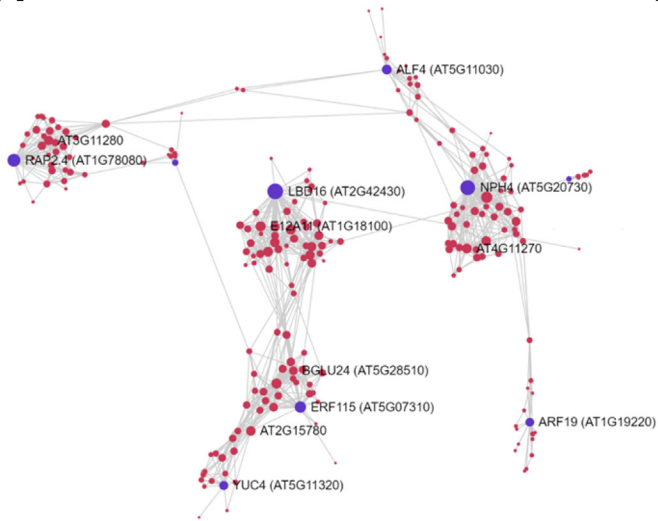 ALF4 (AT5G11030)
AT3G11280
RAP2.4 (AT1G78080)
LBD16 (AT2G42430)
NPH4 (AT5G20730)
E12A11 (AT1G18100)
AT4G11270
BGLU24 (AT5G28510)
ERF115 (AT5G07310)
ARF19 (AT1G19220)
AT2G15780
YUC4 (AT5G11320)